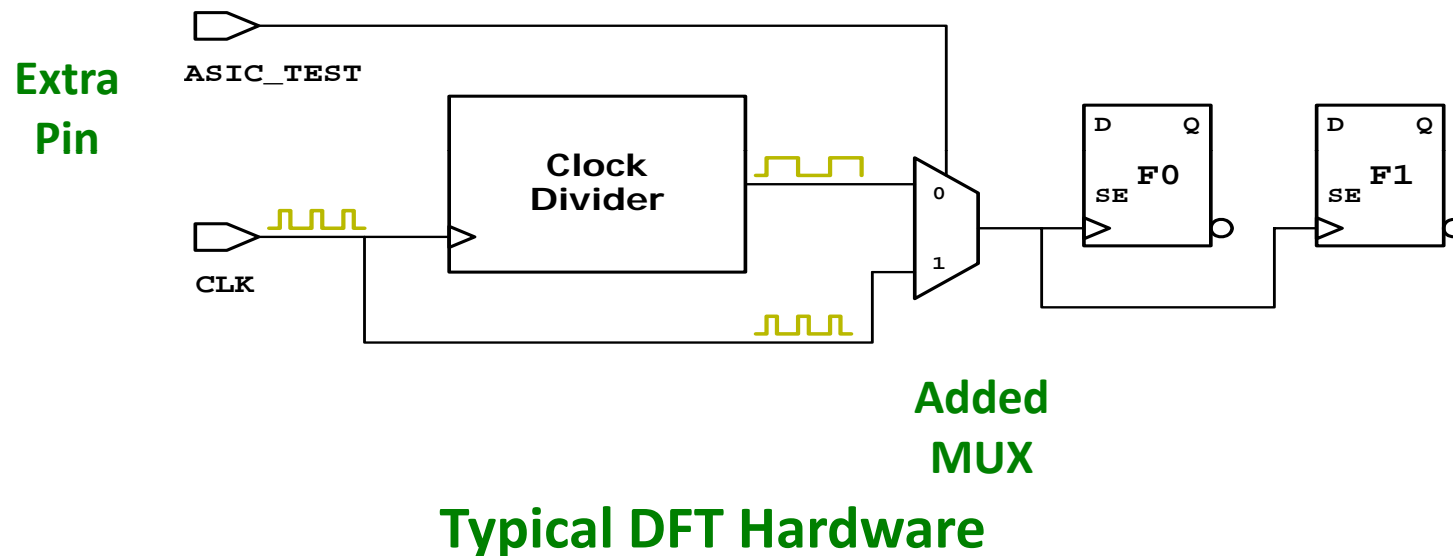 Extra
Pin
ASIC_TEST
CLK
Clock
Divider
0
1
D Q
SE F0
D Q
SE F1
Added
MUX
Typical DFT Hardware